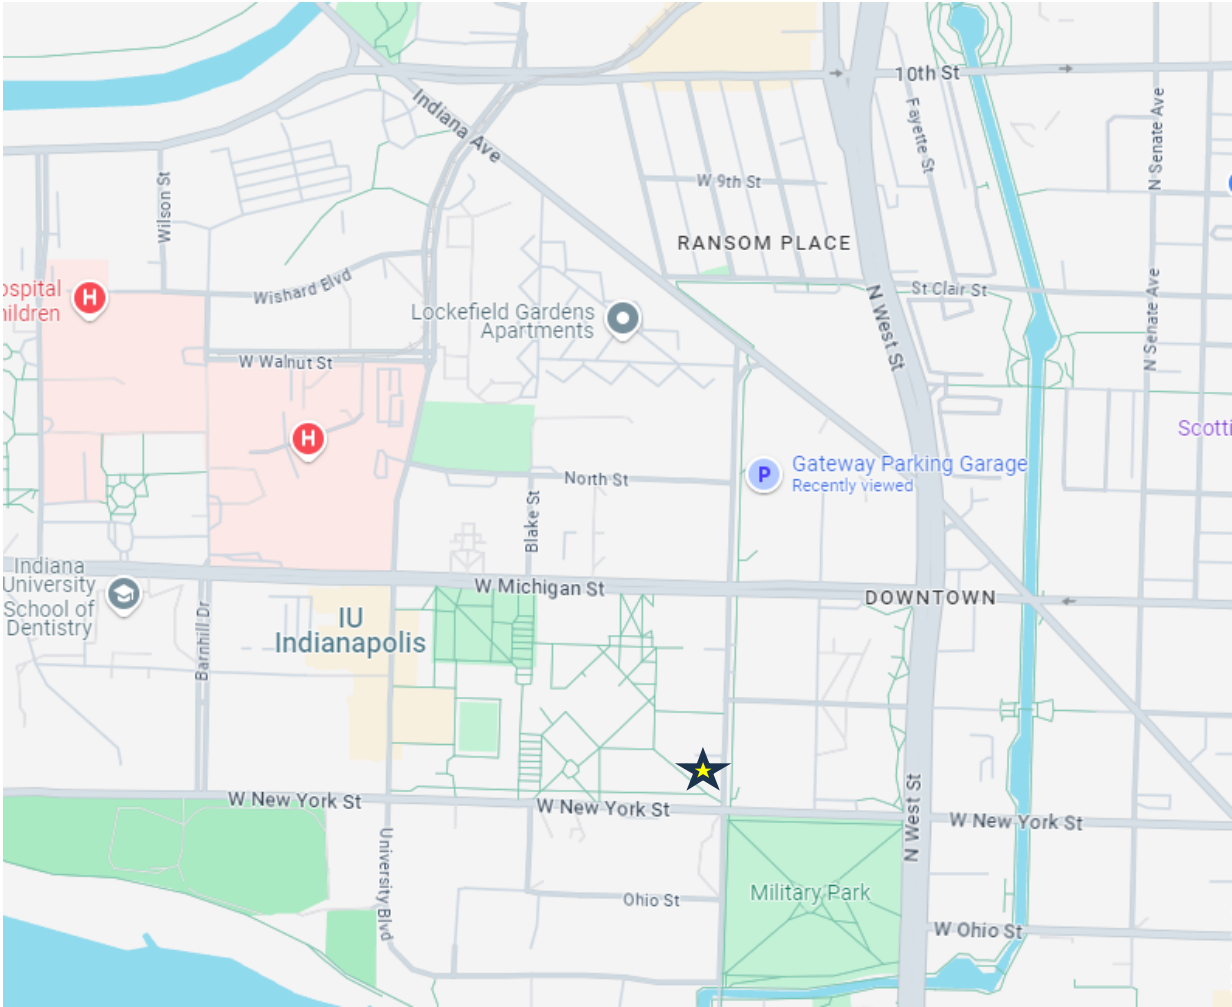 10th St
Indiana Ave
Fayette St
N Senate Ave
Wilson St
W 9th St
RANSOM PLACE
ospital
hildren
H
Wishard Blvd
St Clair St
Lockefield Gardens
Apartments
N West St
N Senate Ave
W Walnut St
H
Scotti
P
Gateway Parking Garage
Recently viewed
North St
Blake St
Indiana
University
School of
Dentistry
W Michigan St
DOWNTOWN
IU
Indianapolis
Barnhill Dr
W New York St
W New York St
N West St
W New York St
University Blvd
Military Park
Ohio St
W Ohio St